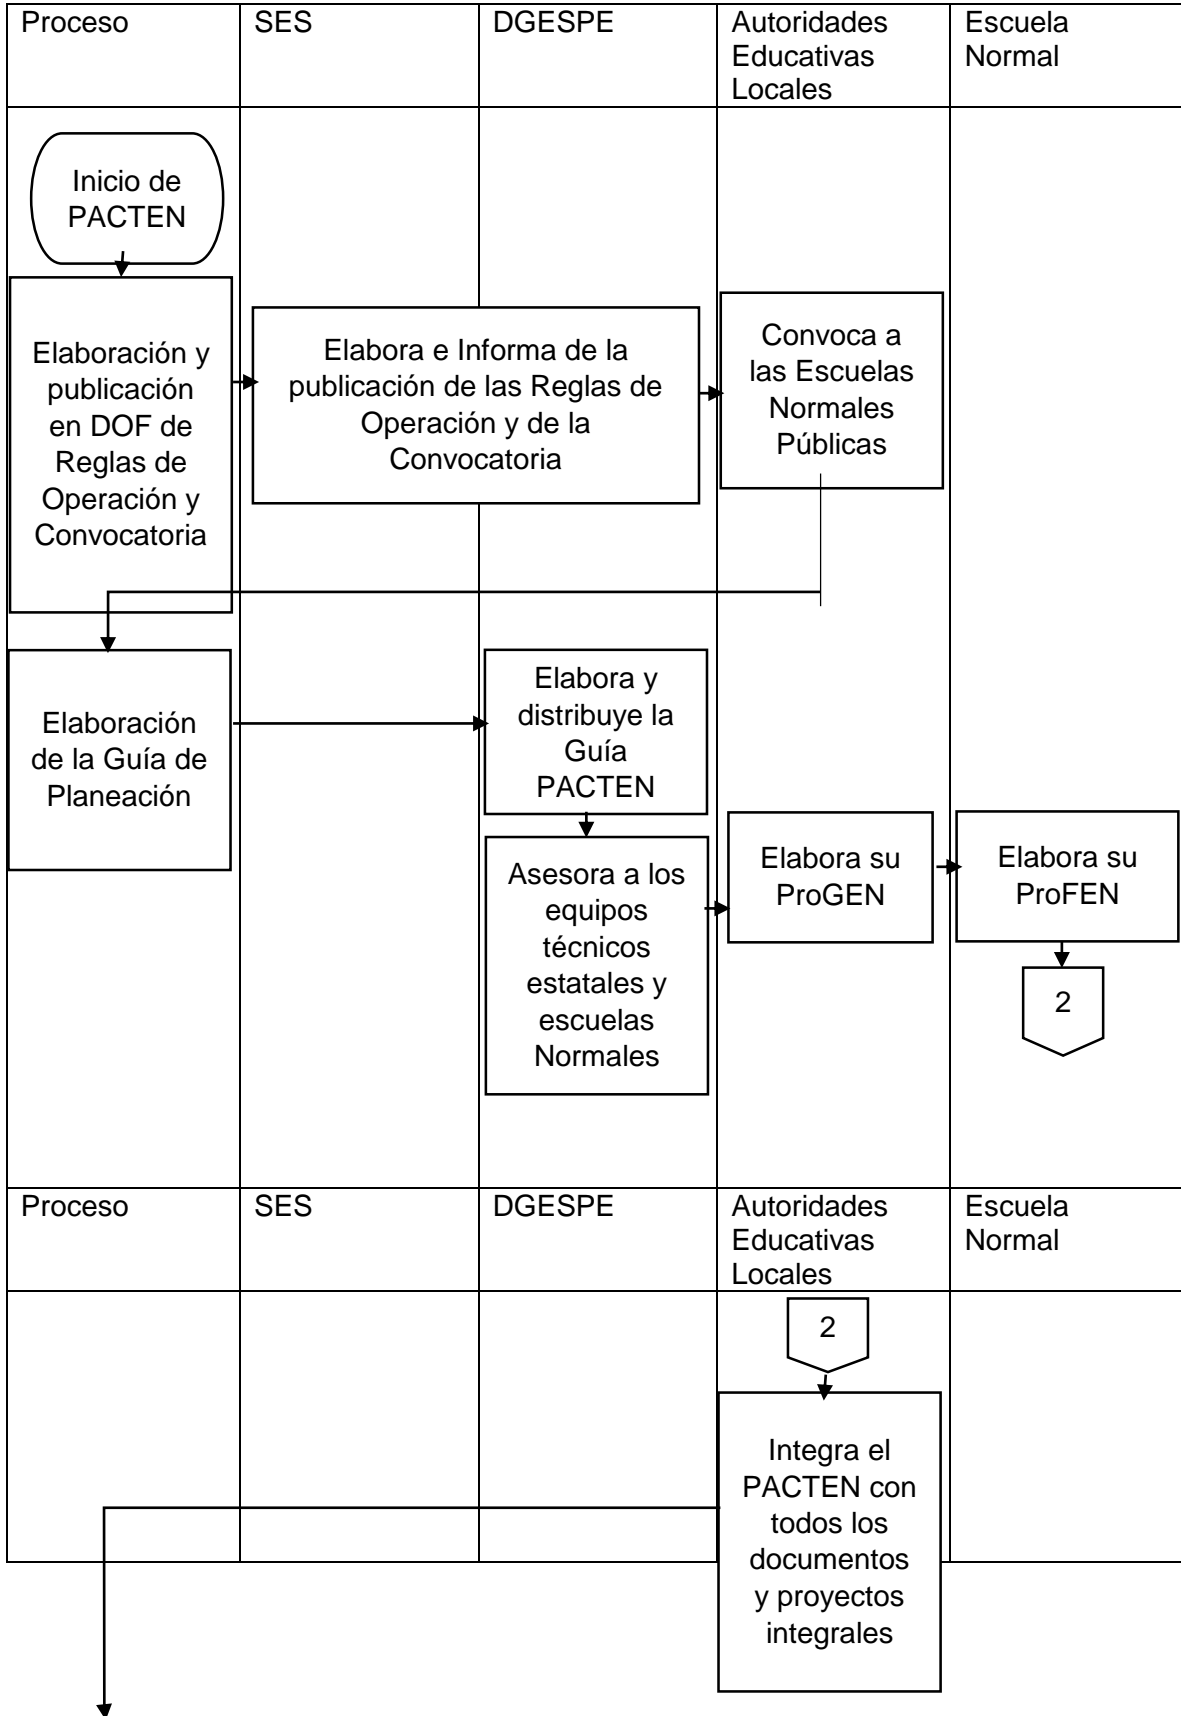 Proceso
SES
DGESPE
Autoridades
Educativas
Locales
Escuela
Normal
Inicio de
PACTEN
Elaboración y
publicación
en DOF de
Reglas de
Operación y
Convocatoria
Elabora e Informa de la
publicación de las Reglas de
Operación y de la
Convocatoria
Convoca a
las Escuelas
Normales
Públicas
Elaboración
de la Guía de
Planeación
Elabora y
distribuye la
Guía
PACTEN
Asesora a los
equipos
técnicos
estatales y
escuelas
Normales
Elabora su
ProGEN
Elabora su
ProFEN
2
Proceso
SES
DGESPE
Autoridades
Educativas
Locales
Escuela
Normal
2
Integra el
PACTEN con
todos los
documentos
y proyectos
integrales